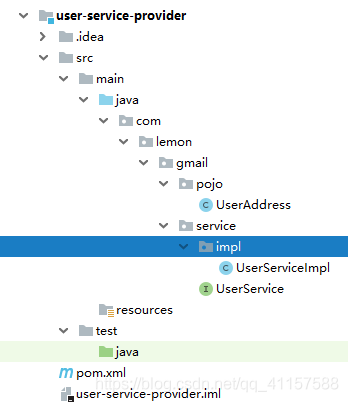 user-service-provider
.idea
src
main
java
com
lemon
gmail
pojo
UserAddress
service
impl
UserServiceImpl
UserService
resources
test
java
pom.xml
https://blog.csdn.net/qq_41157588
user-service-provider.iml